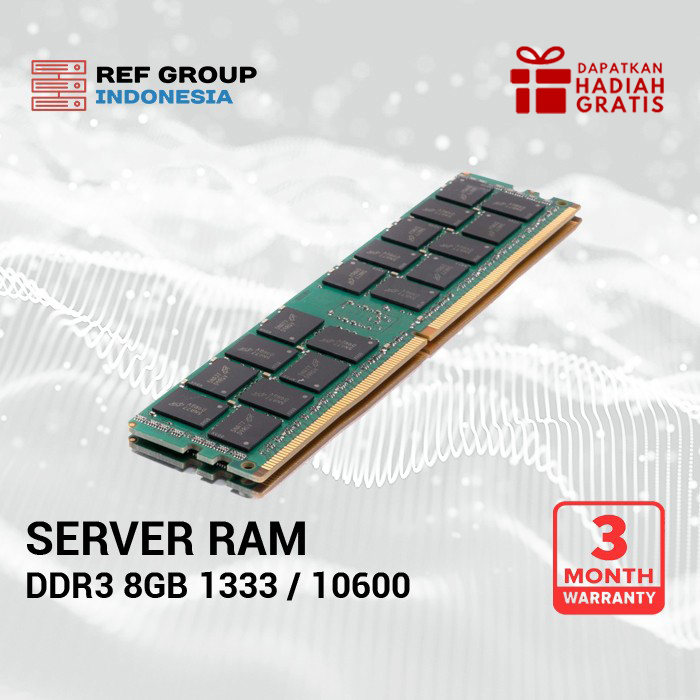 REF GROUP
INDONESIA
DAPATKAN
HADIAH
GRATIS
SERVER RAM
DDR3 8GB 1333 / 10600
3
MONTH
WARRANTY